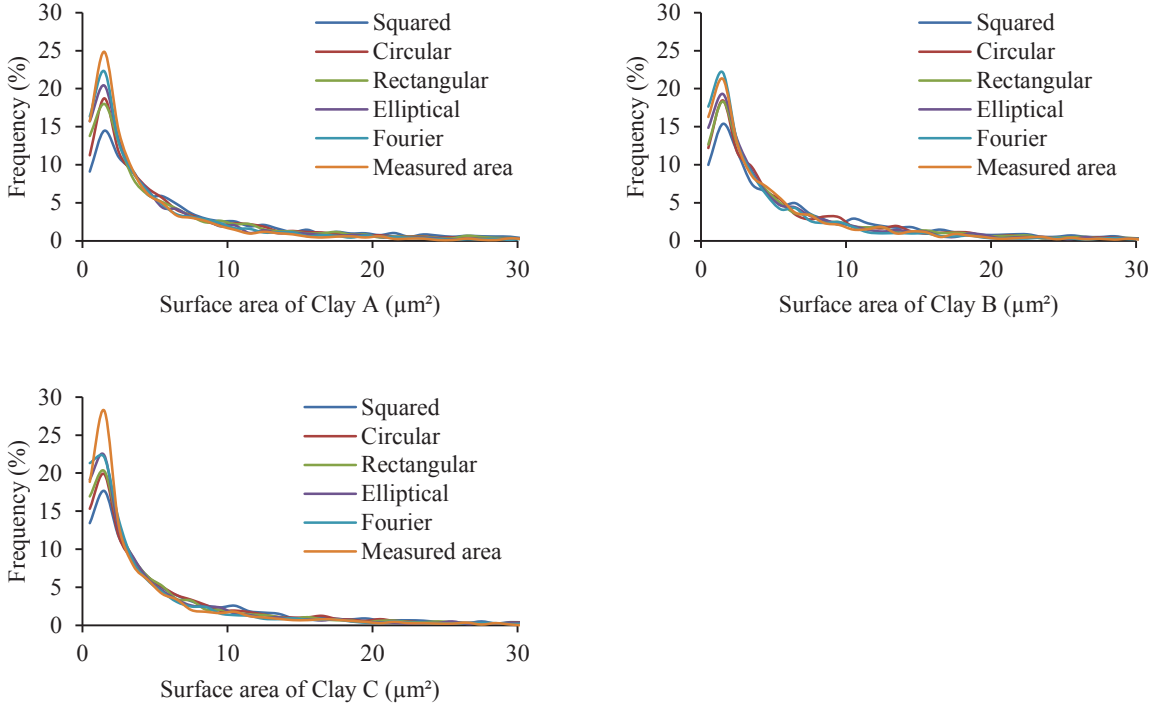 Frequency (%)
30
25
20
15
10
5
0
Squared
Circular
Rectangular
Elliptical
Fourier
Measured area
0 10 20 30
Surface area of Clay A (µm²)
Frequency (%)
30
25
20
15
10
5
0
Squared
Circular
Rectangular
Elliptical
Fourier
Measured area
0 10 20 30
Surface area of Clay B (µm²)
Frequency (%)
30
25
20
15
10
5
0
Squared
Circular
Rectangular
Elliptical
Fourier
Measured area
0 10 20 30
Surface area of Clay C (µm²)